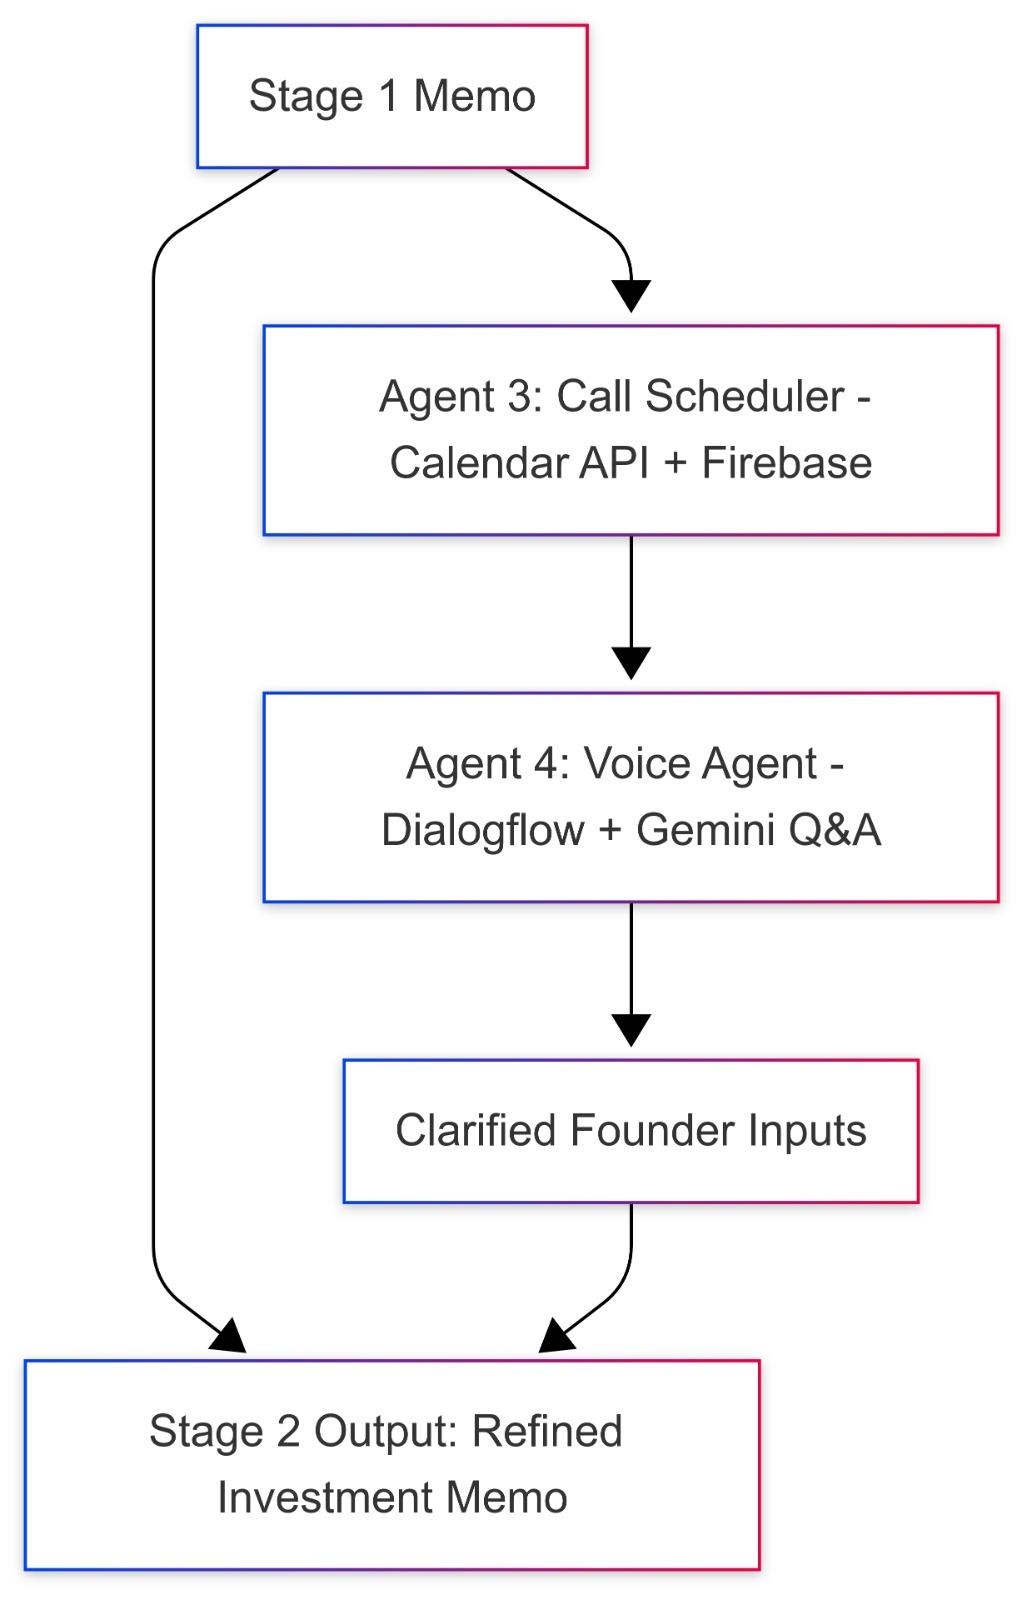 Stage 1 Memo
Agent 3: Call Scheduler -
Calendar API + Firebase
Agent 4: Voice Agent -
Dialogflow + Gemini Q&A
Clarified Founder Inputs
Stage 2 Output: Refined
Investment Memo